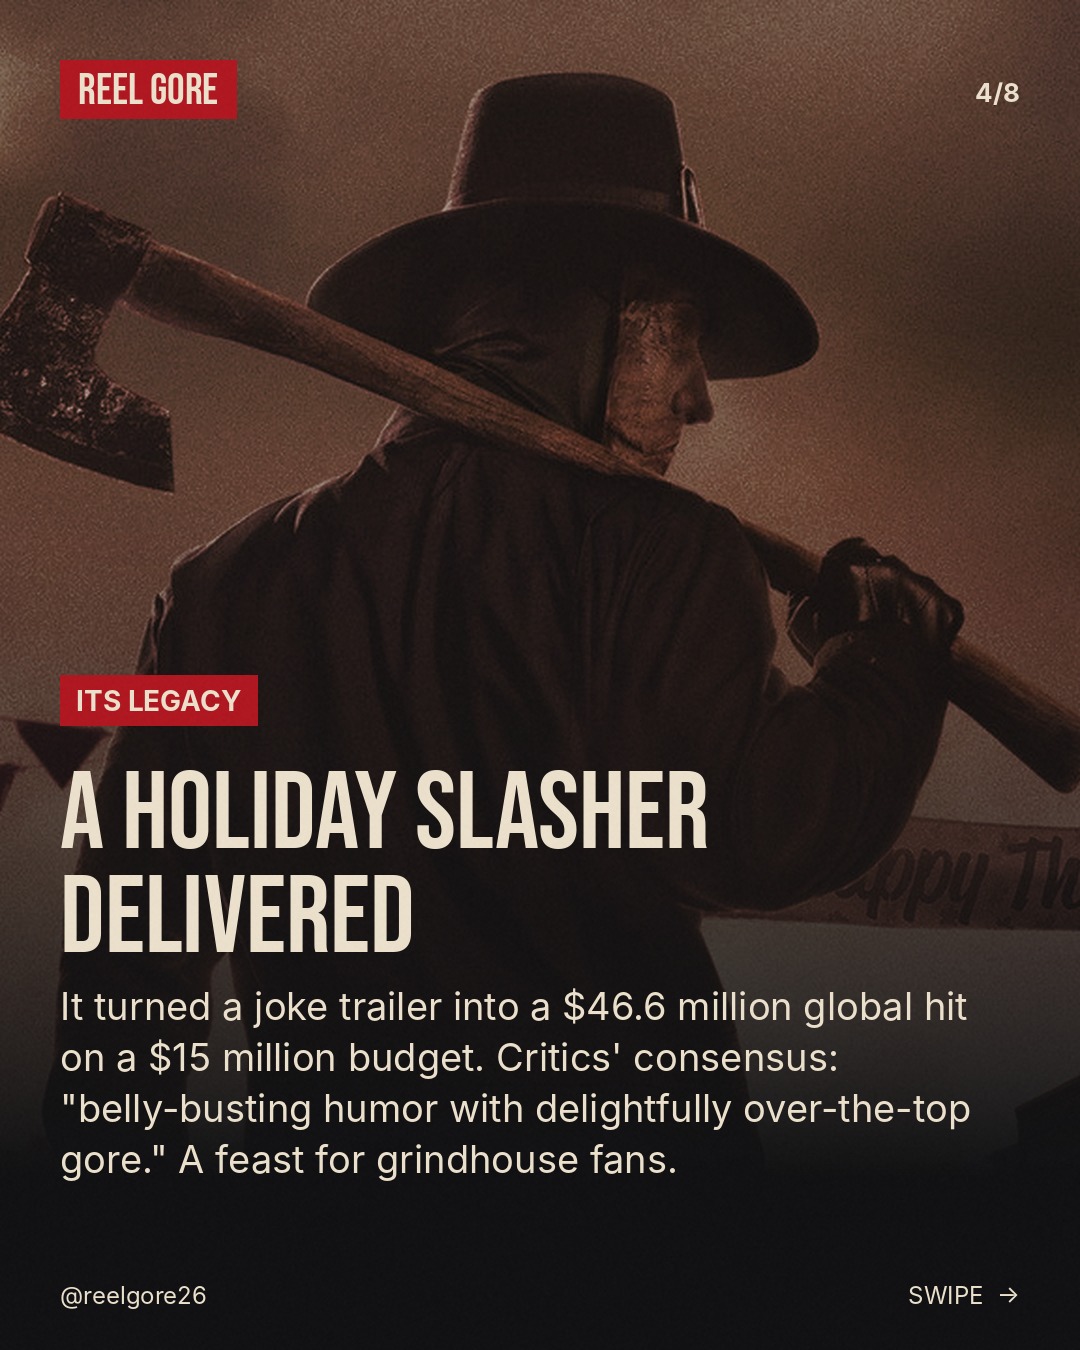 REEL GORE
4/8
ITS LEGACY
A HOLIDAY SLASHER
DELIVERED
It turned a joke trailer into a $46.6 million global hit
on a $15 million budget. Critics' consensus:
"belly-busting humor with delightfully over-the-top
gore." A feast for grindhouse fans.
appy Th
@reelgore26
SWIPE →